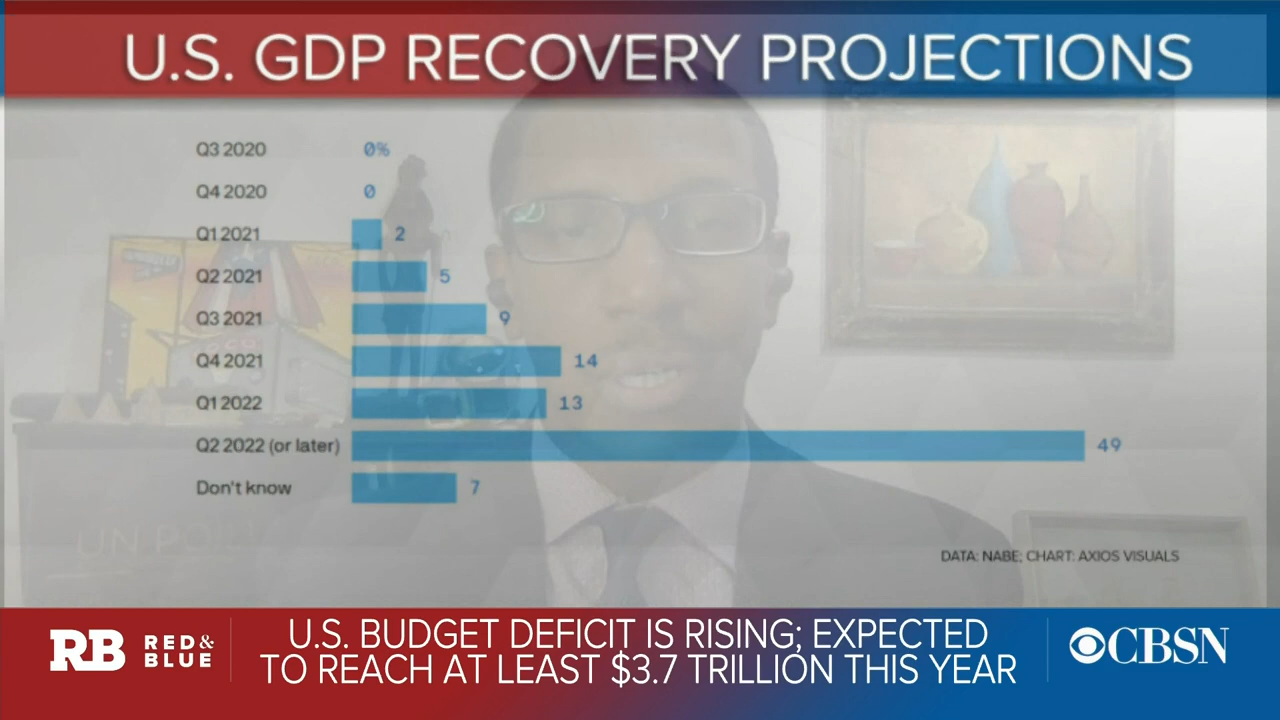 U.S. GDP RECOVERY PROJECTIONS
Q3 2020 0%
Q4 2020 0
Q1 2021 2
Q2 2021 5
Q3 2021 9
Q4 2021 14
Q1 2022 13
Q2 2022 (or later) 49
Don't know 7
UN POI
DATA: NABE; CHART: AXIOS VISUALS
RB RED& BLUE
U.S. BUDGET DEFICIT IS RISING; EXPECTED
TO REACH AT LEAST $3.7 TRILLION THIS YEAR
CBSN